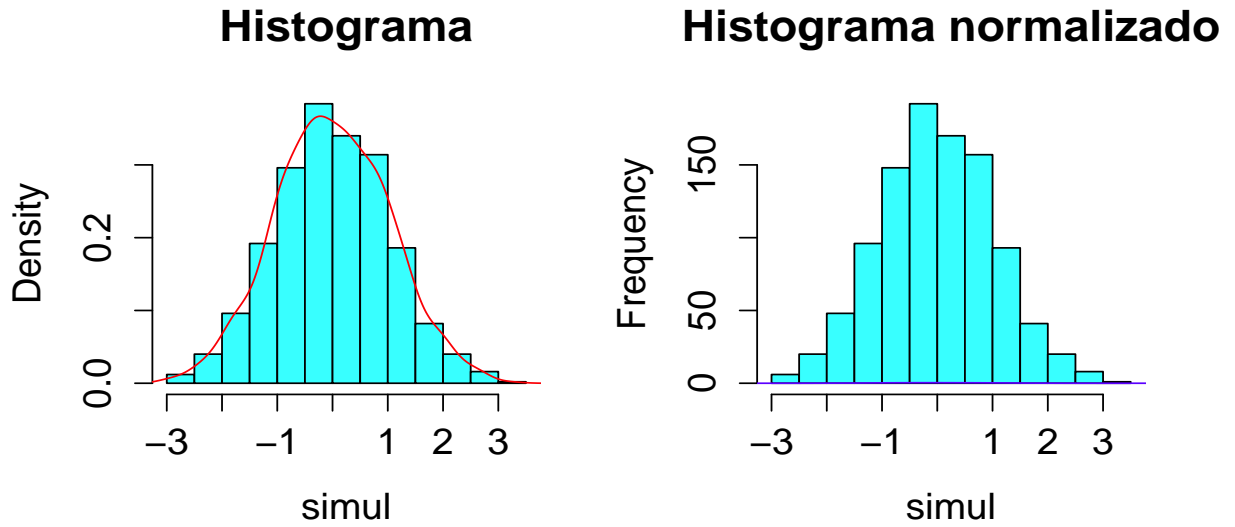 Histograma
Density
0.0
0.2
−3
−1
1
2
3
simul
Histograma normalizado
Frequency
0
50
150
−3
−1
1
2
3
simul